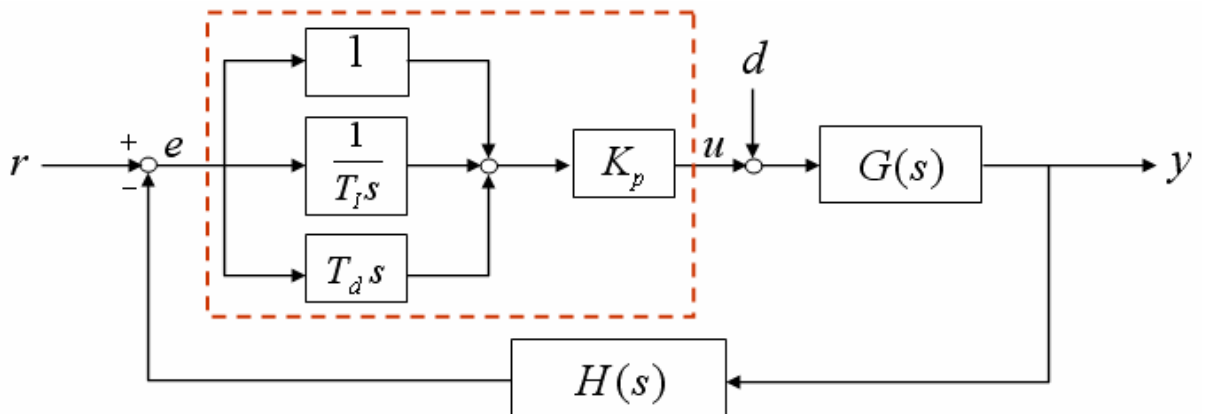 1
d
r
+
−
e
1
T_I s
K_p
u
G(s)
y
T_d s
H(s)